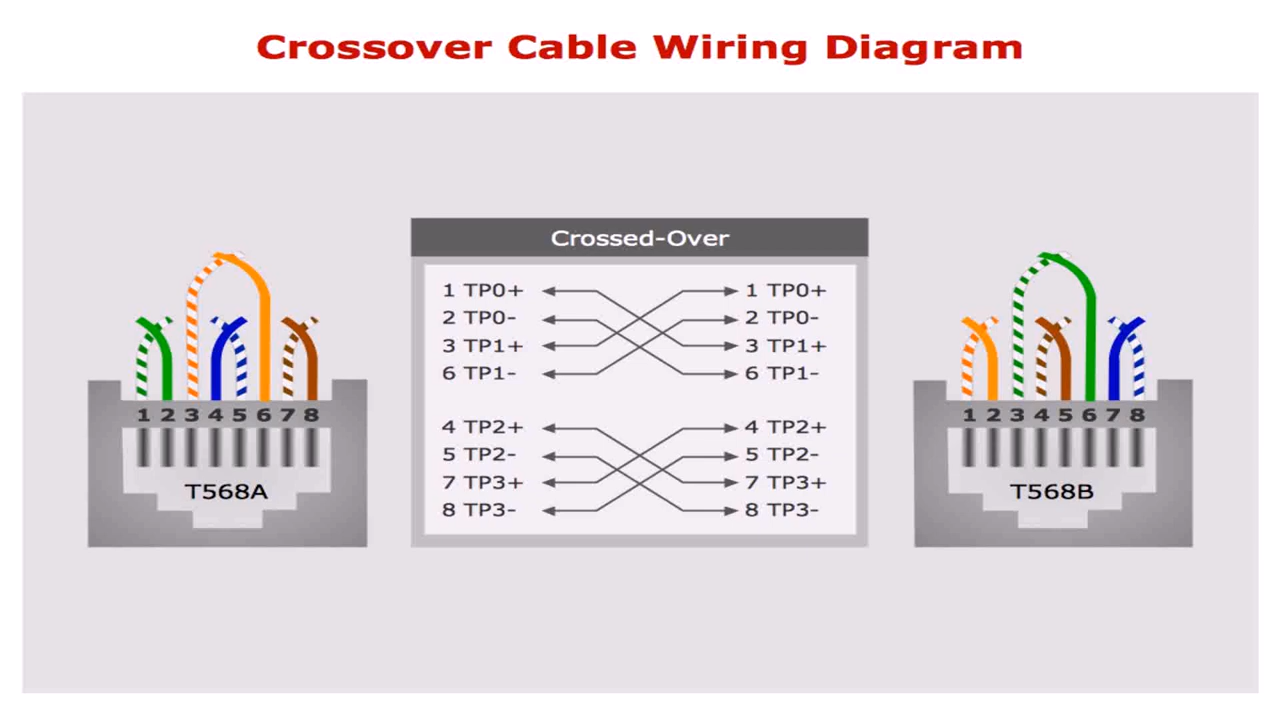 Crossover Cable Wiring Diagram
Crossed-Over
1 TP0+ 1 TP0+
2 TP0- 2 TP0-
3 TP1+ 3 TP1+
6 TP1- 6 TP1-
4 TP2+ 4 TP2+
5 TP2- 5 TP2-
7 TP3+ 7 TP3+
8 TP3- 8 TP3-
1 2 3 4 5 6 7 8
T568A
1 2 3 4 5 6 7 8
T568B